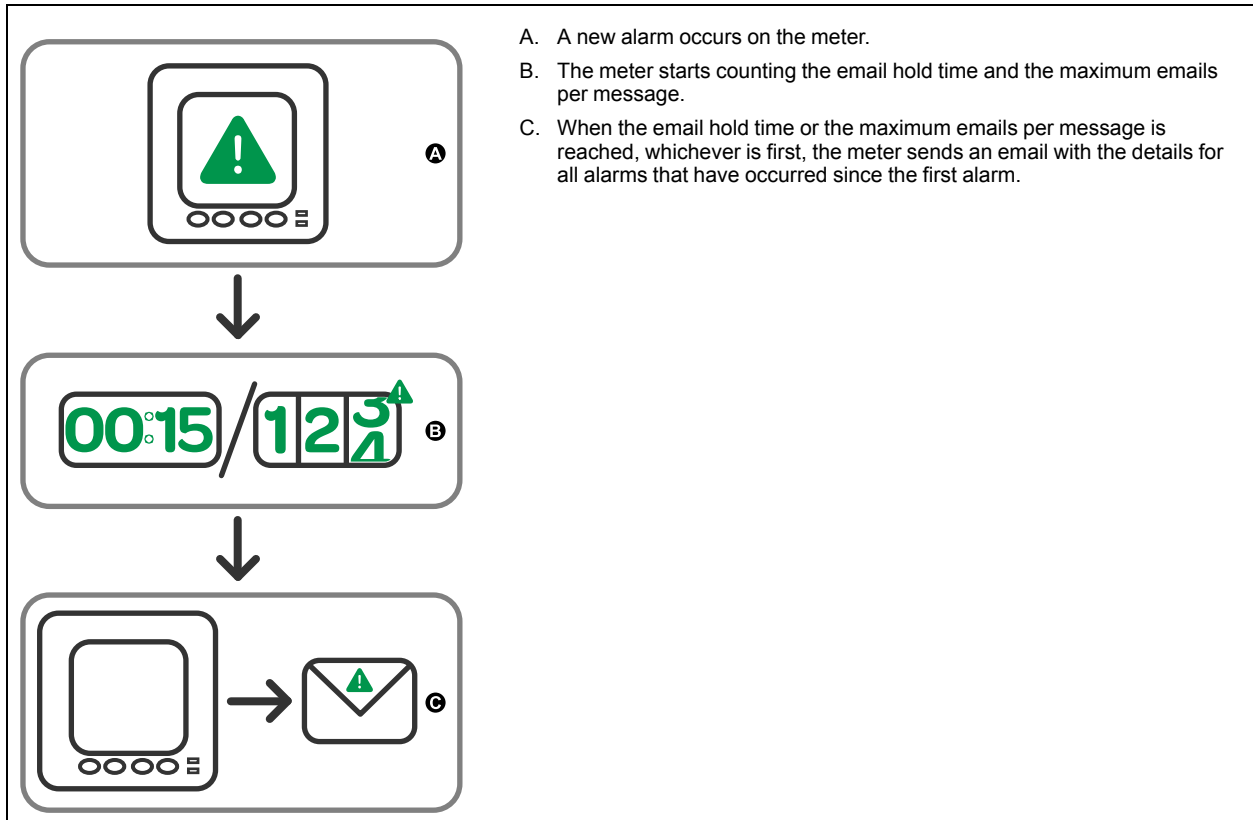 A. A new alarm occurs on the meter.
B. The meter starts counting the email hold time and the maximum emails
per message.
C. When the email hold time or the maximum emails per message is
reached, whichever is first, the meter sends an email with the details for
all alarms that have occurred since the first alarm.
!
A
00:15/12 3 !
4
B
!
C